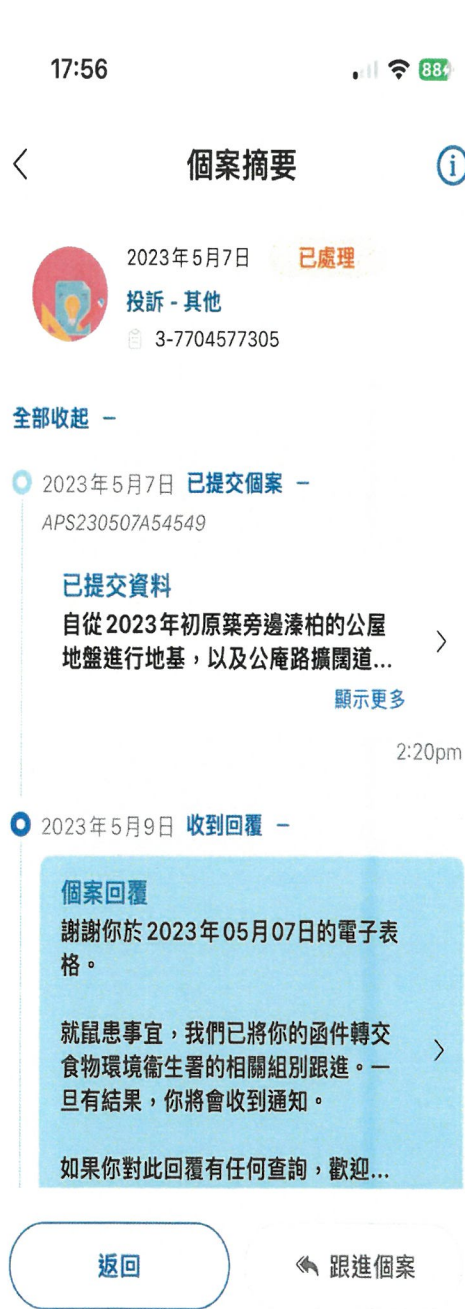 17:56
88
個案摘要
2023年5月7日 已處理
投訴 - 其他
3-7704577305
全部收起 －
2023年5月7日 已提交個案 －
APS230507A54549
已提交資料
自從2023年初原築旁邊溱柏的公屋
地盤進行地基，以及公庵路擴闊道...
顯示更多
2:20pm
2023年5月9日 收到回覆 －
個案回覆
謝謝你於2023年05月07日的電子表
格。
就鼠患事宜，我們已將你的函件轉交
食物環境衞生署的相關組別跟進。一
旦有結果，你將會收到通知。
如果你對此回覆有任何查詢，歡迎...
返回
跟進個案